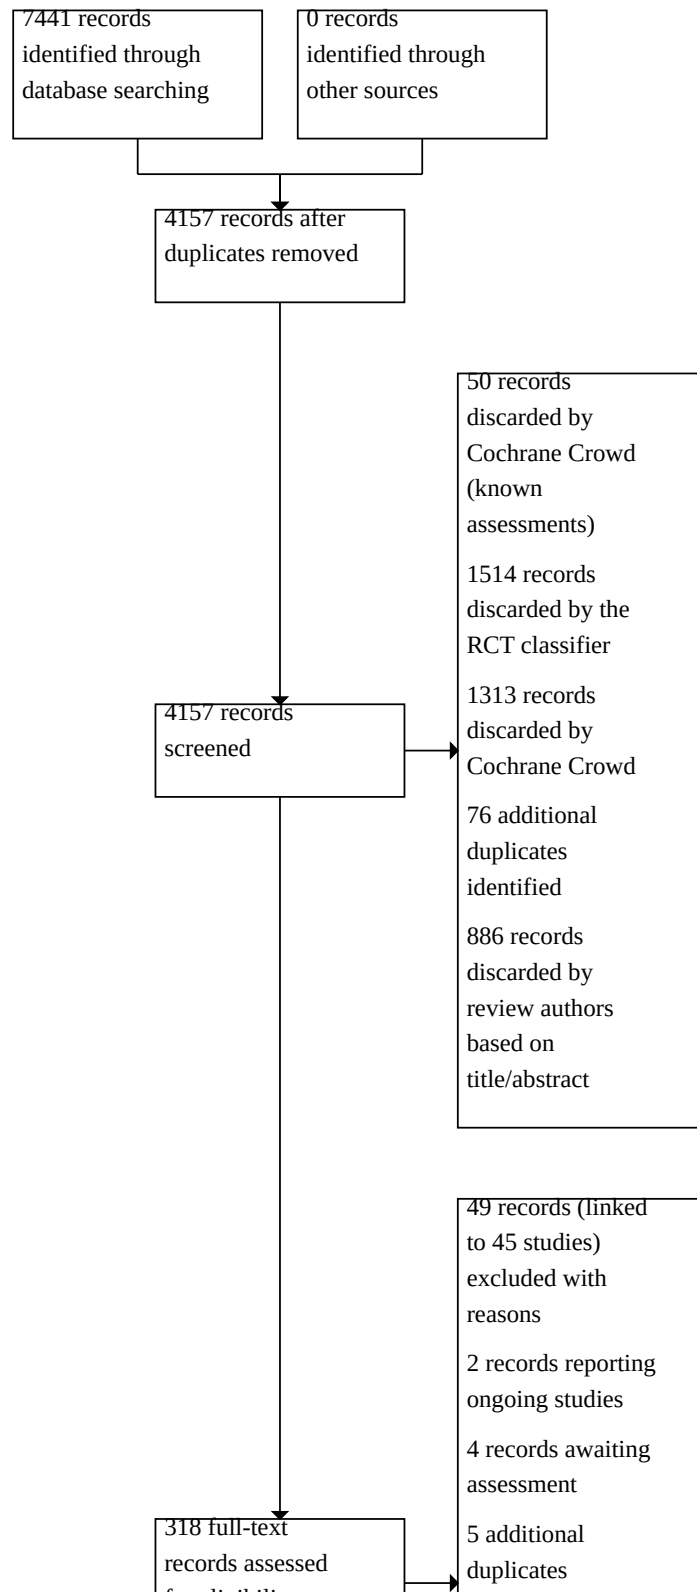 7441 records
identified through
database searching
0 records
identified through
other sources
4157 records after
duplicates removed
50 records
discarded by
Cochrane Crowd
(known
assessments)
1514 records
discarded by the
RCT classifier
1313 records
discarded by
Cochrane Crowd
76 additional
duplicates
identified
886 records
discarded by
review authors
based on
title/abstract
4157 records
screened
49 records (linked
to 45 studies)
excluded with
reasons
2 records reporting
ongoing studies
4 records awaiting
assessment
5 additional
duplicates
318 full-text
records assessed